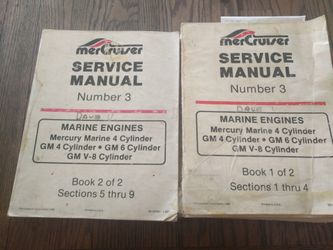 merCruiser
SERVICE
MANUAL
Number 3
DAVE V
MARINE ENGINES
Mercury Marine 4 Cylinder
GM 4 Cylinder • GM 6 Cylinder
GM V-8 Cylinder
Book 2 of 2
Sections 5 thru 9
merCruiser
SERVICE
MANUAL
Number 3
DAVE
MARINE ENGINES
Mercury Marine 4 Cylinder
GM 4 Cylinder • GM 6 Cylinder
GM V-8 Cylinder
Book 1 of 2
Sections 1 thru 4